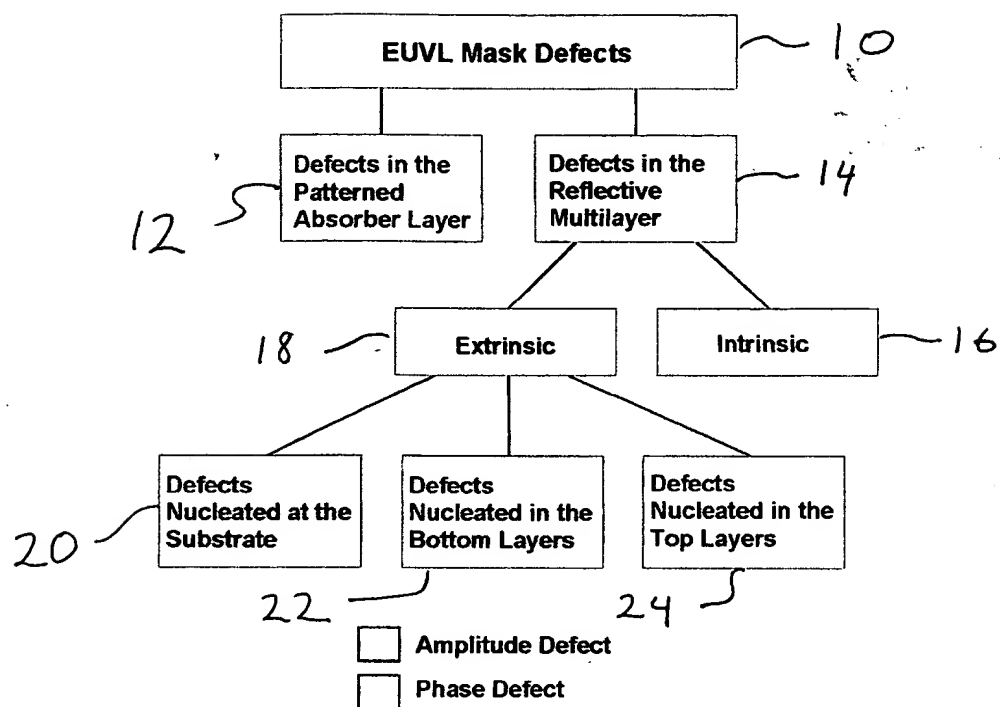 EUVL Mask Defects
10
Defects in the
Patterned
Absorber Layer
12
Defects in the
Reflective
Multilayer
14
18
Extrinsic
Intrinsic
16
Defects
Nucleated at the
Substrate
20
Defects
Nucleated in the
Bottom Layers
22
Defects
Nucleated in the
Top Layers
24
Amplitude Defect
Phase Defect